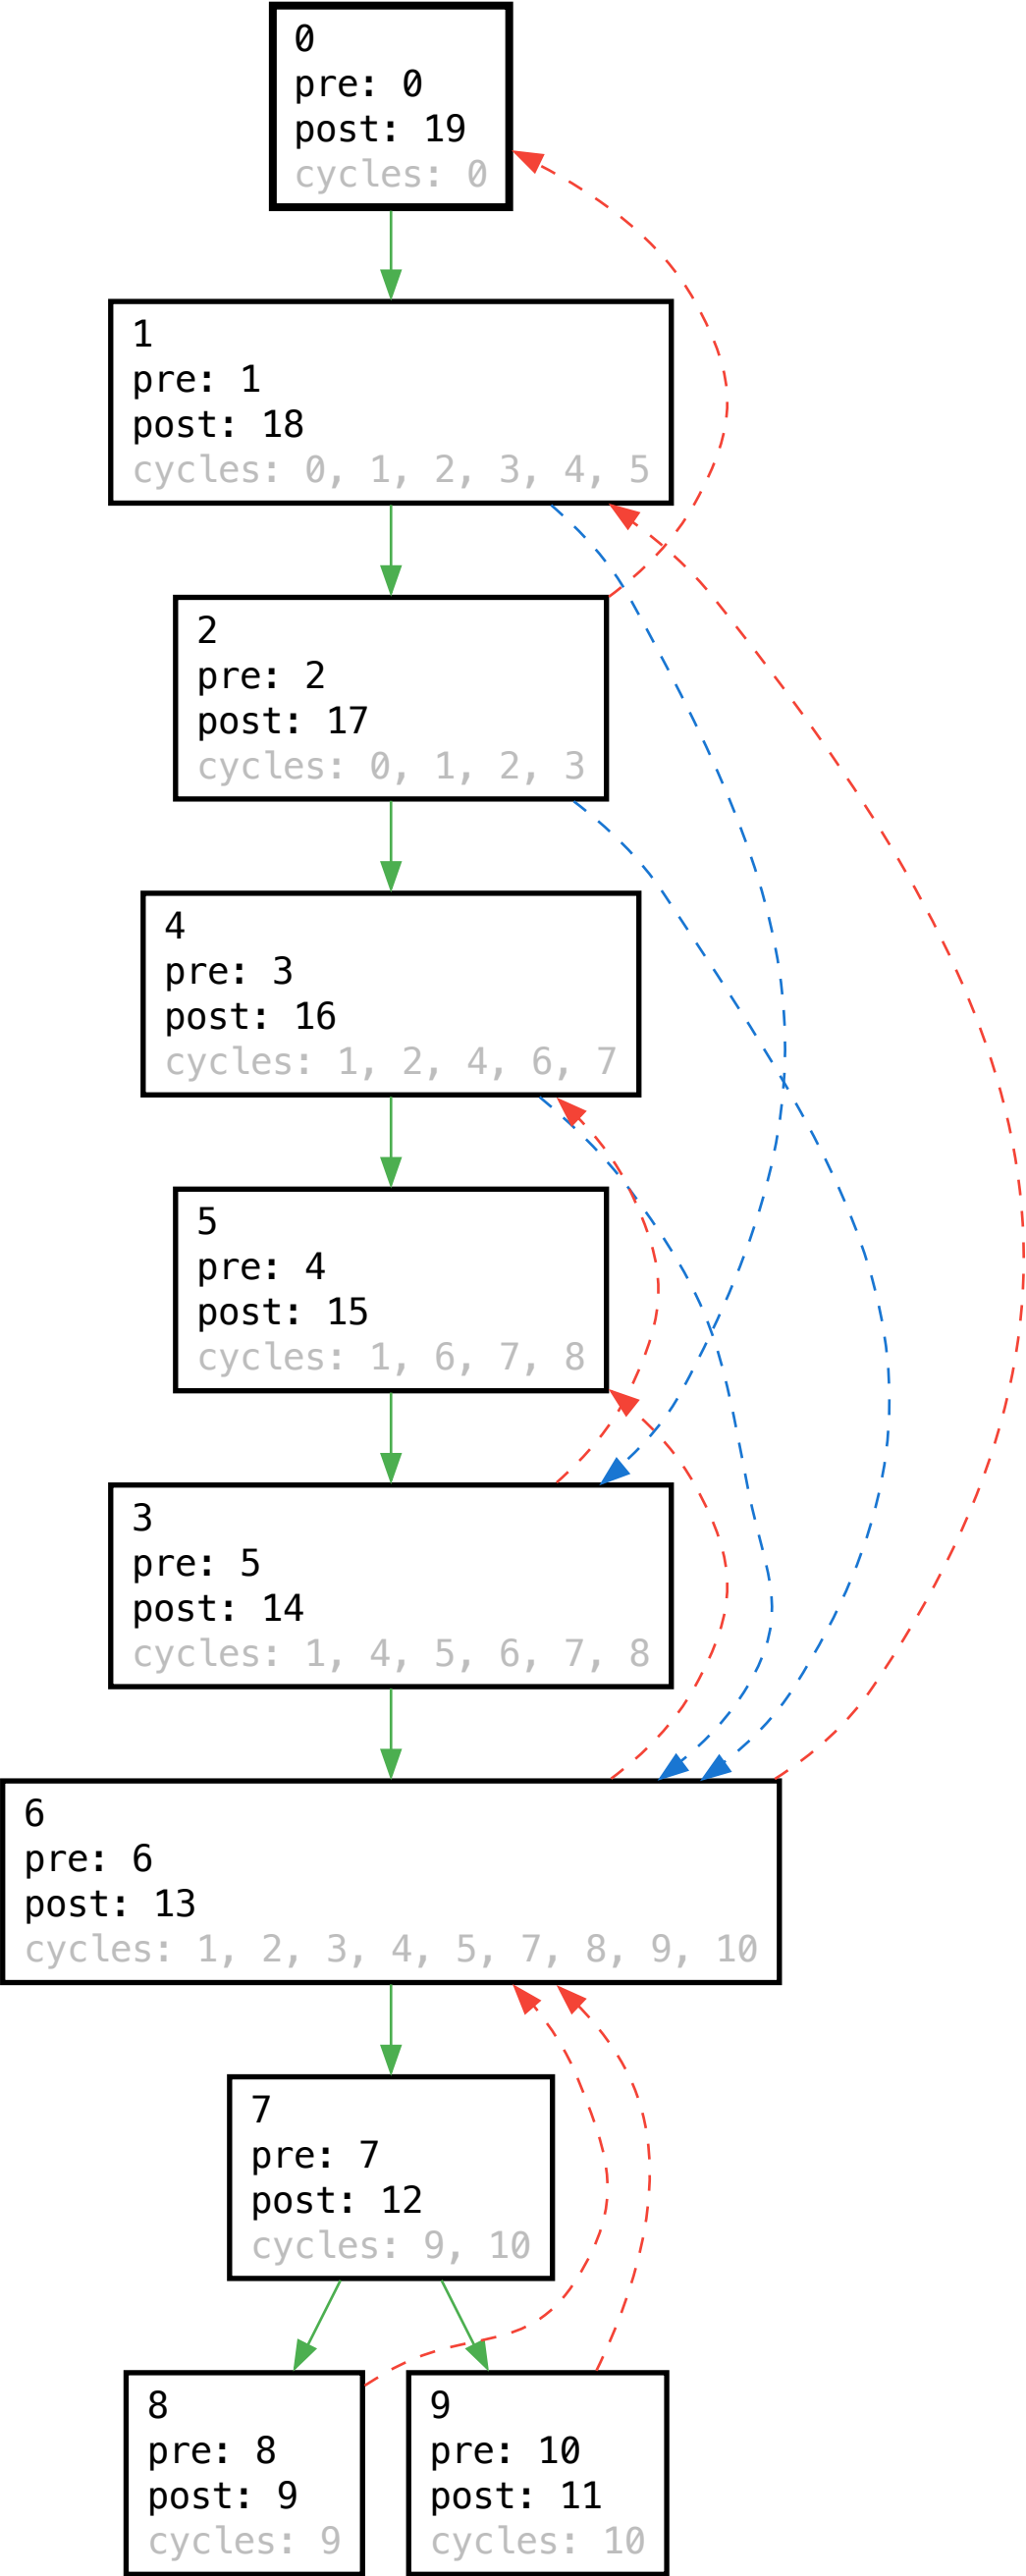 0
pre: 0
post: 19
cycles: 0
1
pre: 1
post: 18
cycles: 0, 1, 2, 3, 4, 5
2
pre: 2
post: 17
cycles: 0, 1, 2, 3
4
pre: 3
post: 16
cycles: 1, 2, 4, 6, 7
5
pre: 4
post: 15
cycles: 1, 6, 7, 8
3
pre: 5
post: 14
cycles: 1, 4, 5, 6, 7, 8
6
pre: 6
post: 13
cycles: 1, 2, 3, 4, 5, 7, 8, 9, 10
7
pre: 7
post: 12
cycles: 9, 10
8
pre: 8
post: 9
cycles: 9
9
pre: 10
post: 11
cycles: 10